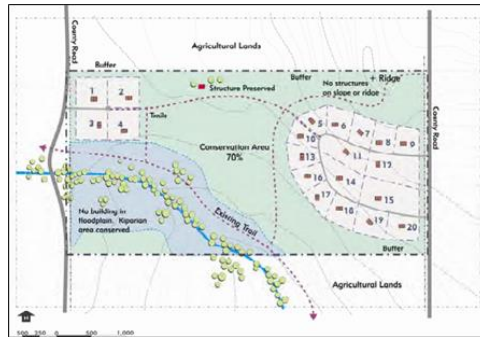 County Road
Agricultural Lands
Buffer
Buffer
+ Ridge
No structures
on slope or ridge
Structure Preserved
1
2
3
4
Trails
Conservation Area
70%
5
6
7
8
9
10
11
12
13
14
15
16
17
18
19
20
County Road
No building in
floodplain. Riparian
area conserved
Existing Trail
Buffer
Agricultural Lands
500 250 0 500 1,000